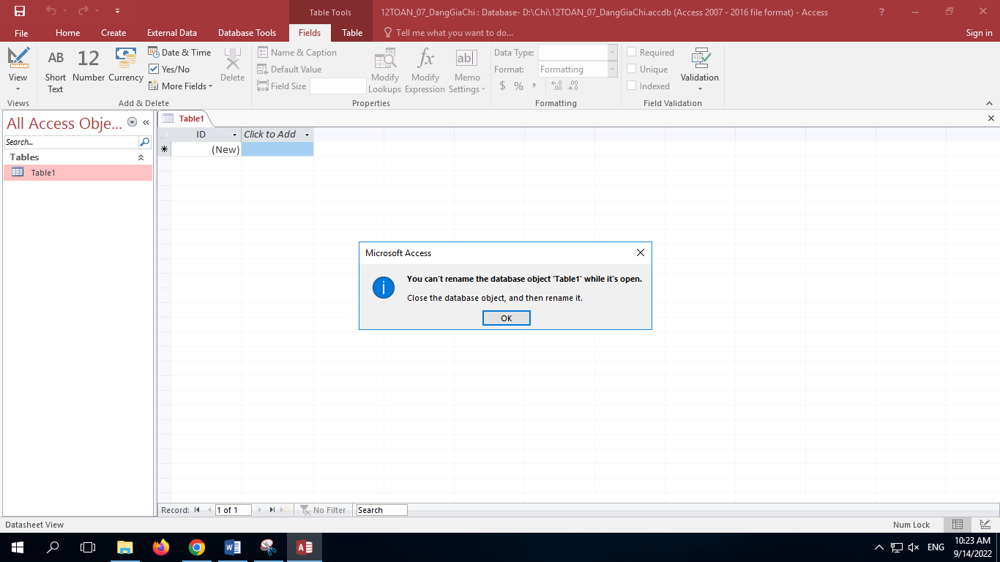 Table Tools
12TOAN_07_DangGiaChi : Database- D:\Chi\12TOAN_07_DangGiaChi.accdb (Access 2007 - 2016 file format) - Access
?
File Home Create External Data Database Tools Fields Table Tell me what you want to do... Sign in
View
AB Short Text
12 Number
Currency
Date & Time
Yes/No
More Fields
Delete
Name & Caption
Default Value
Field Size
Modify Lookups
fx Modify Expression
ab Memo Settings
Data Type:
Format: Formatting
$ % , ←.0 .00 .00 →.0
Required
Unique
Indexed
Validation
Views Add & Delete Properties Formatting Field Validation
All Access Obje... «
Search...
Tables
Table1
Table1
ID Click to Add
* (New)
Microsoft Access
i
You can't rename the database object 'Table1' while it's open.
Close the database object, and then rename it.
OK
Record: 1 of 1 No Filter Search
Datasheet View Num Lock
ENG
10:23 AM
9/14/2022